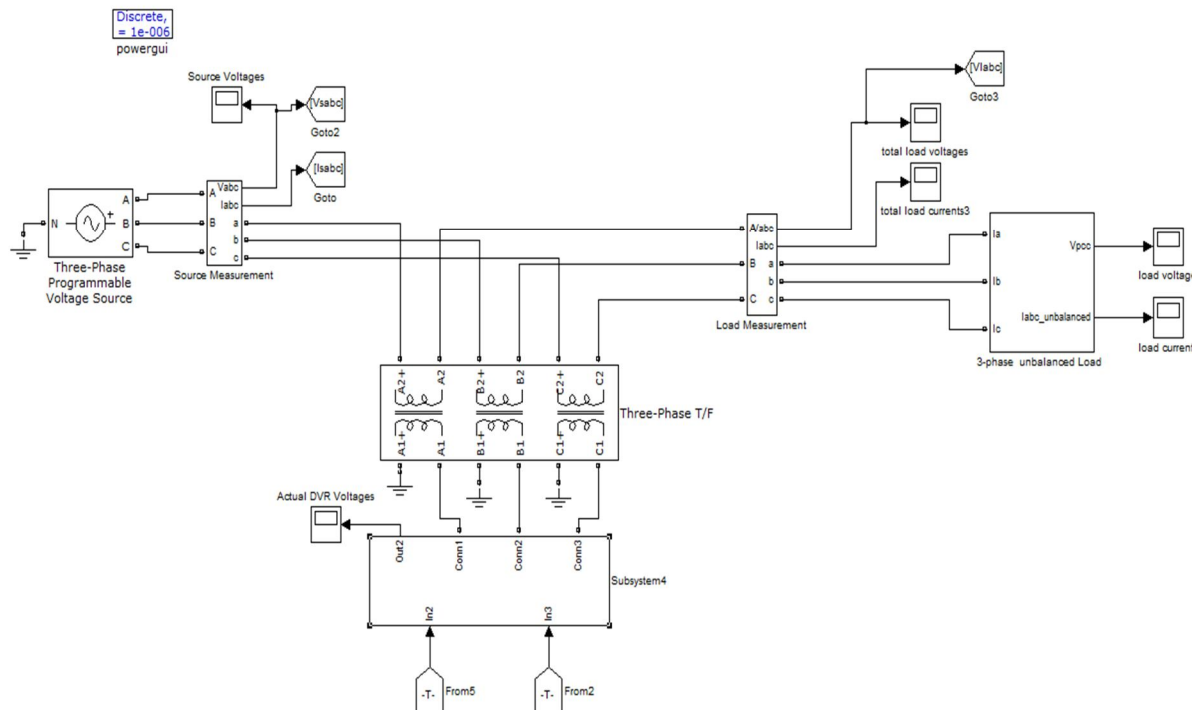 Discrete,
= 1e-006
powergui
Source Voltages
[Vsabc]
Goto2
[Isabc]
Goto
[Vlabc]
Goto3
total load voltages
total load currents3
N
+
A
B
C
Three-Phase
Programmable
Voltage Source
A
B
C
Vabc
Iabc
a
b
c
Source Measurement
A
Vabc
Iabc
B
a
b
C
c
Load Measurement
Ia
Ib
Ic
Vpcc
Iabc_unbalanced
3-phase unbalanced Load
load voltage
load current
A2+
A2
B2+
B2
C2+
C2
A1+
A1
B1+
B1
C1+
C1
Three-Phase T/F
Actual DVR Voltages
Out2
Conn1
Conn2
Conn3
In2
In3
Subsystem4
-T-
From5
-T-
From2